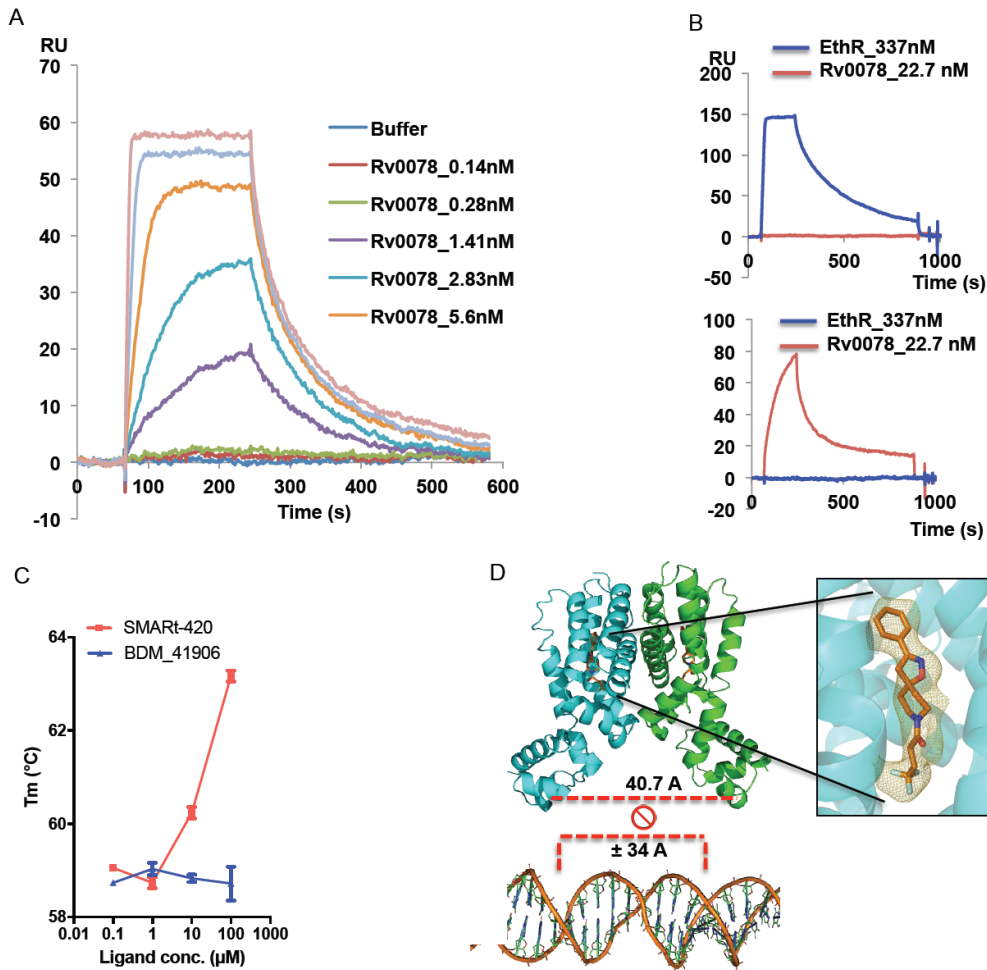 A
RU
70
60
50
40
30
20
10
0
-10
0
100
200
300
400
500
600
Time (s)
Buffer
Rv0078_0.14nM
Rv0078_0.28nM
Rv0078_1.41nM
Rv0078_2.83nM
Rv0078_5.6nM
B
EthR_337nM
Rv0078_22.7 nM
RU
200
150
100
50
0
-50
0
500
1000
Time (s)
EthR_337nM
Rv0078_22.7 nM
100
80
60
40
20
0
-20
0
500
1000
Time (s)
C
SMARt-420
BDM_41906
Tm (°C)
64
62
60
58
0.01
0.1
1
10
100
1000
Ligand conc. (µM)
D
40.7 A
± 34 A